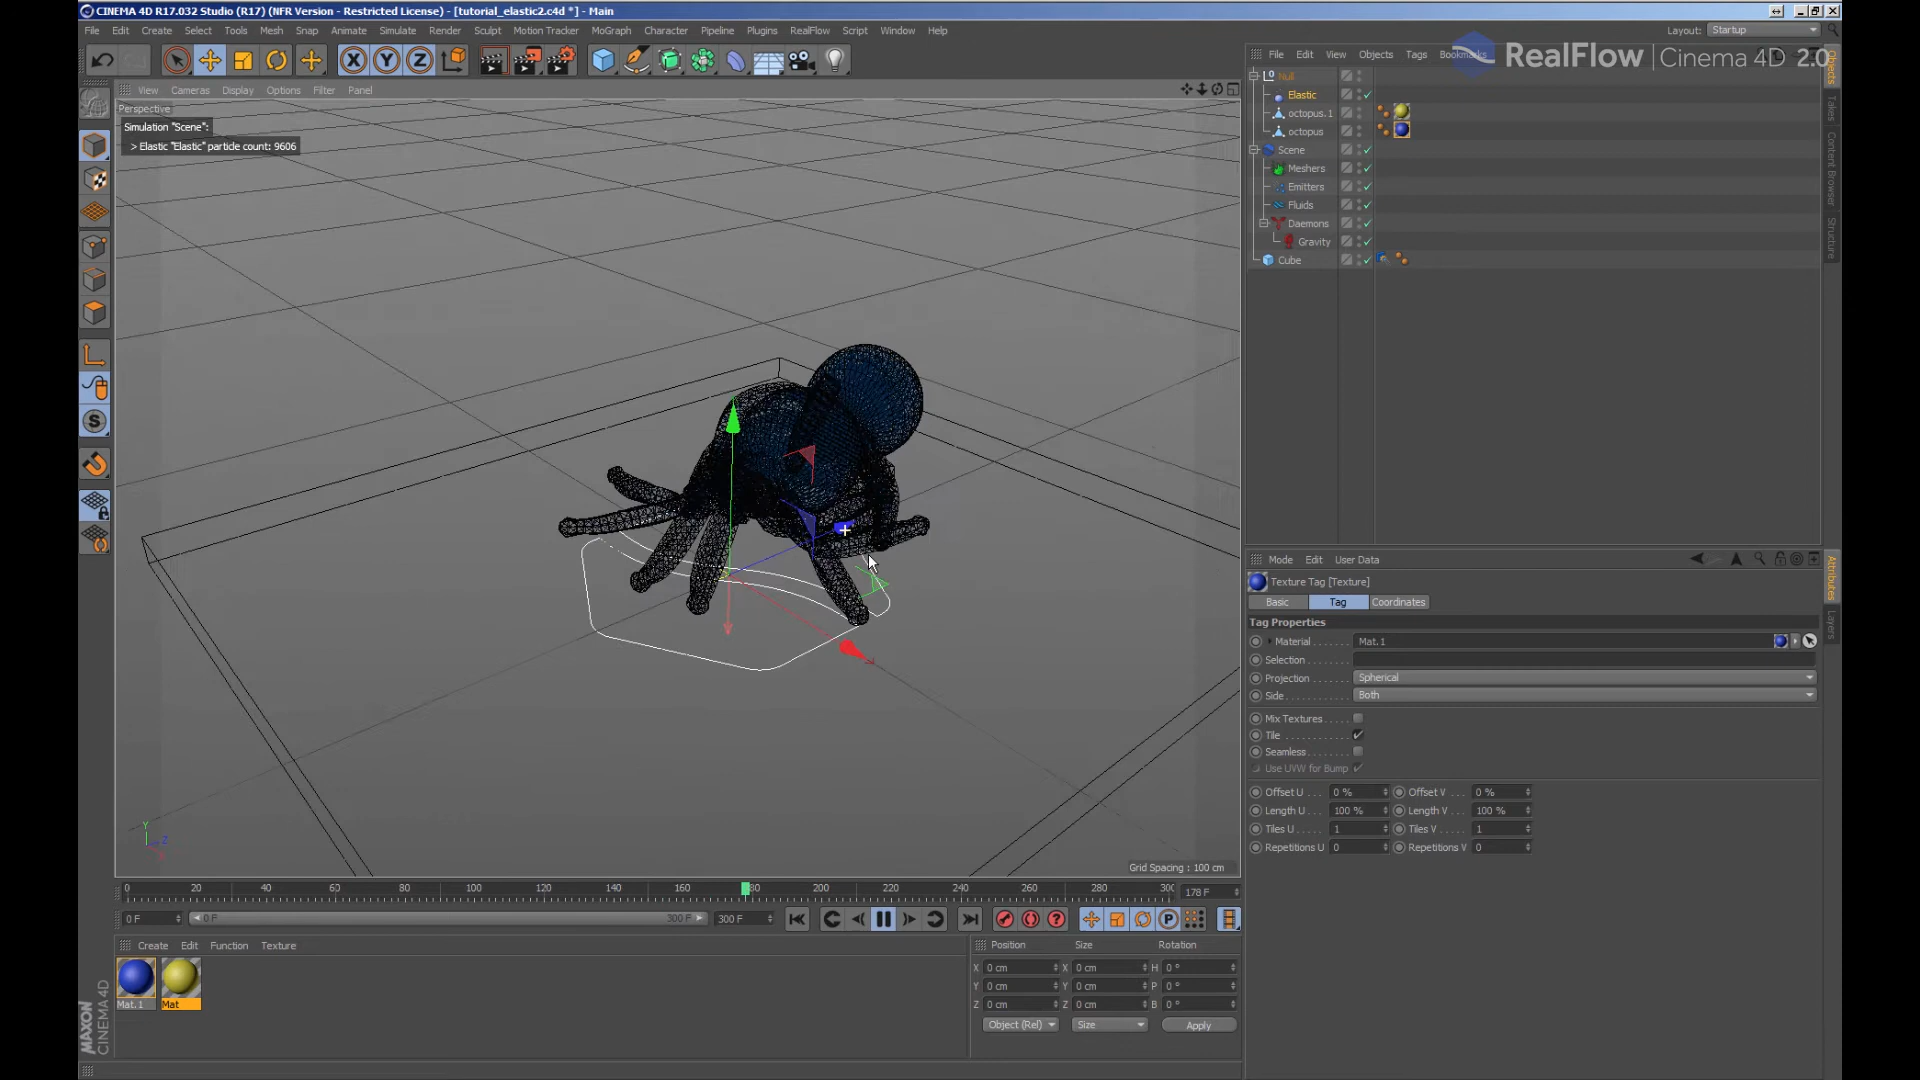 CINEMA 4D R17.032 Studio (R17) (NFR Version - Restricted License) - [tutorial_elastic2.c4d *] - Main
File Edit Create Select Tools Mesh Snap Animate Simulate Render Sculpt Motion Tracker MoGraph Character Pipeline Plugins RealFlow Script Window Help Layout: Startup
File Edit View Objects Tags Bookmarks
RealFlow | Cinema 4D 2.0
View Cameras Display Options Filter Panel
Perspective
Simulation "Scene":
> Elastic "Elastic" particle count: 9606
Null
Elastic
octopus.1
octopus
Scene
Meshers
Emitters
Fluids
Daemons
Gravity
Cube
Objects
Takes
Content Browser
Structure
Mode Edit User Data
Texture Tag [Texture]
Basic Tag Coordinates
Tag Properties
Material Mat.1
Selection
Projection Spherical
Side Both
Mix Textures
Tile
Seamless
Use UVW for Bump
Offset U 0 % Offset V 0 %
Length U 100 % Length V 100 %
Tiles U 1 Tiles V 1
Repetitions U 0 Repetitions V 0
Attributes
Layers
Y
Z
X
Grid Spacing : 100 cm
0 20 40 60 80 100 120 140 160 80 200 220 240 260 280 300 178 F
0 F 0 F 300 F 300 F
Create Edit Function Texture
Mat.1 Mat
Position Size Rotation
X 0 cm X 0 cm H 0 °
Y 0 cm Y 0 cm P 0 °
Z 0 cm Z 0 cm B 0 °
Object (Rel) Size Apply
MAXON
CINEMA 4D